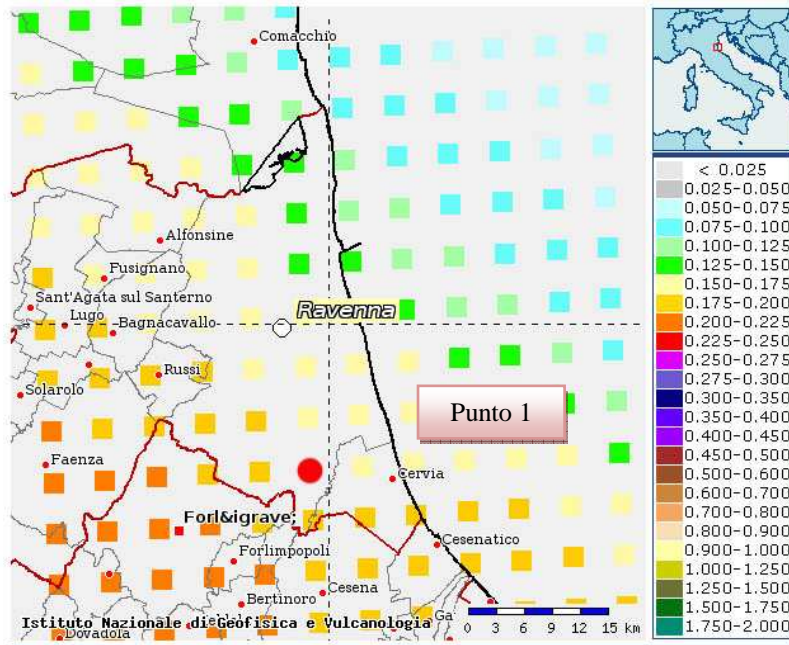 Comacchio
Alfonsine
Fusignano
Sant'Agata sul Santerno
Lugo
Bagnacavallo
Ravenna
Russi
Solarolo
Punto 1
Faenza
Cervia
Forl&igrave;
Forlimpopoli
Cesenatico
Bertinoro
Cesena
Ga
Istituto Nazionale di Geofisica e Vulcanologia
Dovadola
0 3 6 9 12 15 km
< 0.025
0.025-0.050
0.050-0.075
0.075-0.100
0.100-0.125
0.125-0.150
0.150-0.175
0.175-0.200
0.200-0.225
0.225-0.250
0.250-0.275
0.275-0.300
0.300-0.350
0.350-0.400
0.400-0.450
0.450-0.500
0.500-0.600
0.600-0.700
0.700-0.800
0.800-0.900
0.900-1.000
1.000-1.250
1.250-1.500
1.500-1.750
1.750-2.000